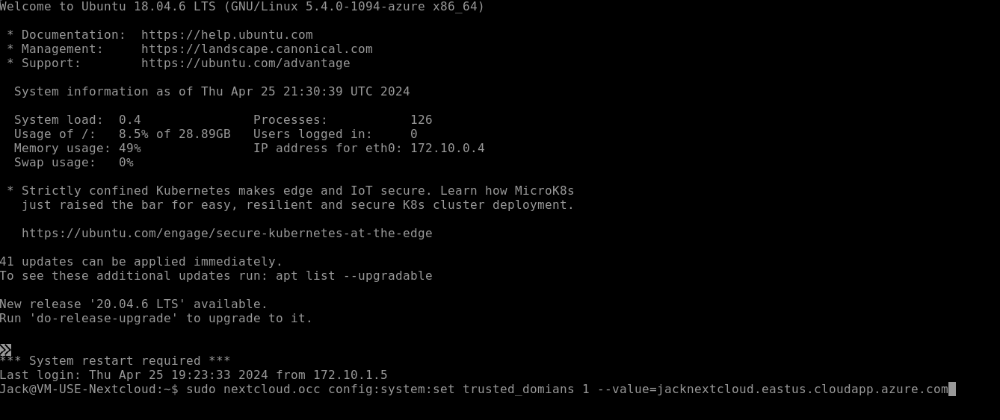 Welcome to Ubuntu 18.04.6 LTS (GNU/Linux 5.4.0-1094-azure x86_64)
* Documentation:  https://help.ubuntu.com
* Management:     https://landscape.canonical.com
* Support:        https://ubuntu.com/advantage
System information as of Thu Apr 25 21:30:39 UTC 2024
System load:  0.4               Processes:           126
Usage of /:   8.5% of 28.89GB   Users logged in:     0
Memory usage: 49%               IP address for eth0: 172.10.0.4
Swap usage:   0%
* Strictly confined Kubernetes makes edge and IoT secure. Learn how MicroK8s
just raised the bar for easy, resilient and secure K8s cluster deployment.
https://ubuntu.com/engage/secure-kubernetes-at-the-edge
41 updates can be applied immediately.
To see these additional updates run: apt list --upgradable
New release '20.04.6 LTS' available.
Run 'do-release-upgrade' to upgrade to it.
*** System restart required ***
Last login: Thu Apr 25 19:23:33 2024 from 172.10.1.5
Jack@VM-USE-Nextcloud:~$ sudo nextcloud.occ config:system:set trusted_domians 1 --value=jacknextcloud.eastus.cloudapp.azure.com